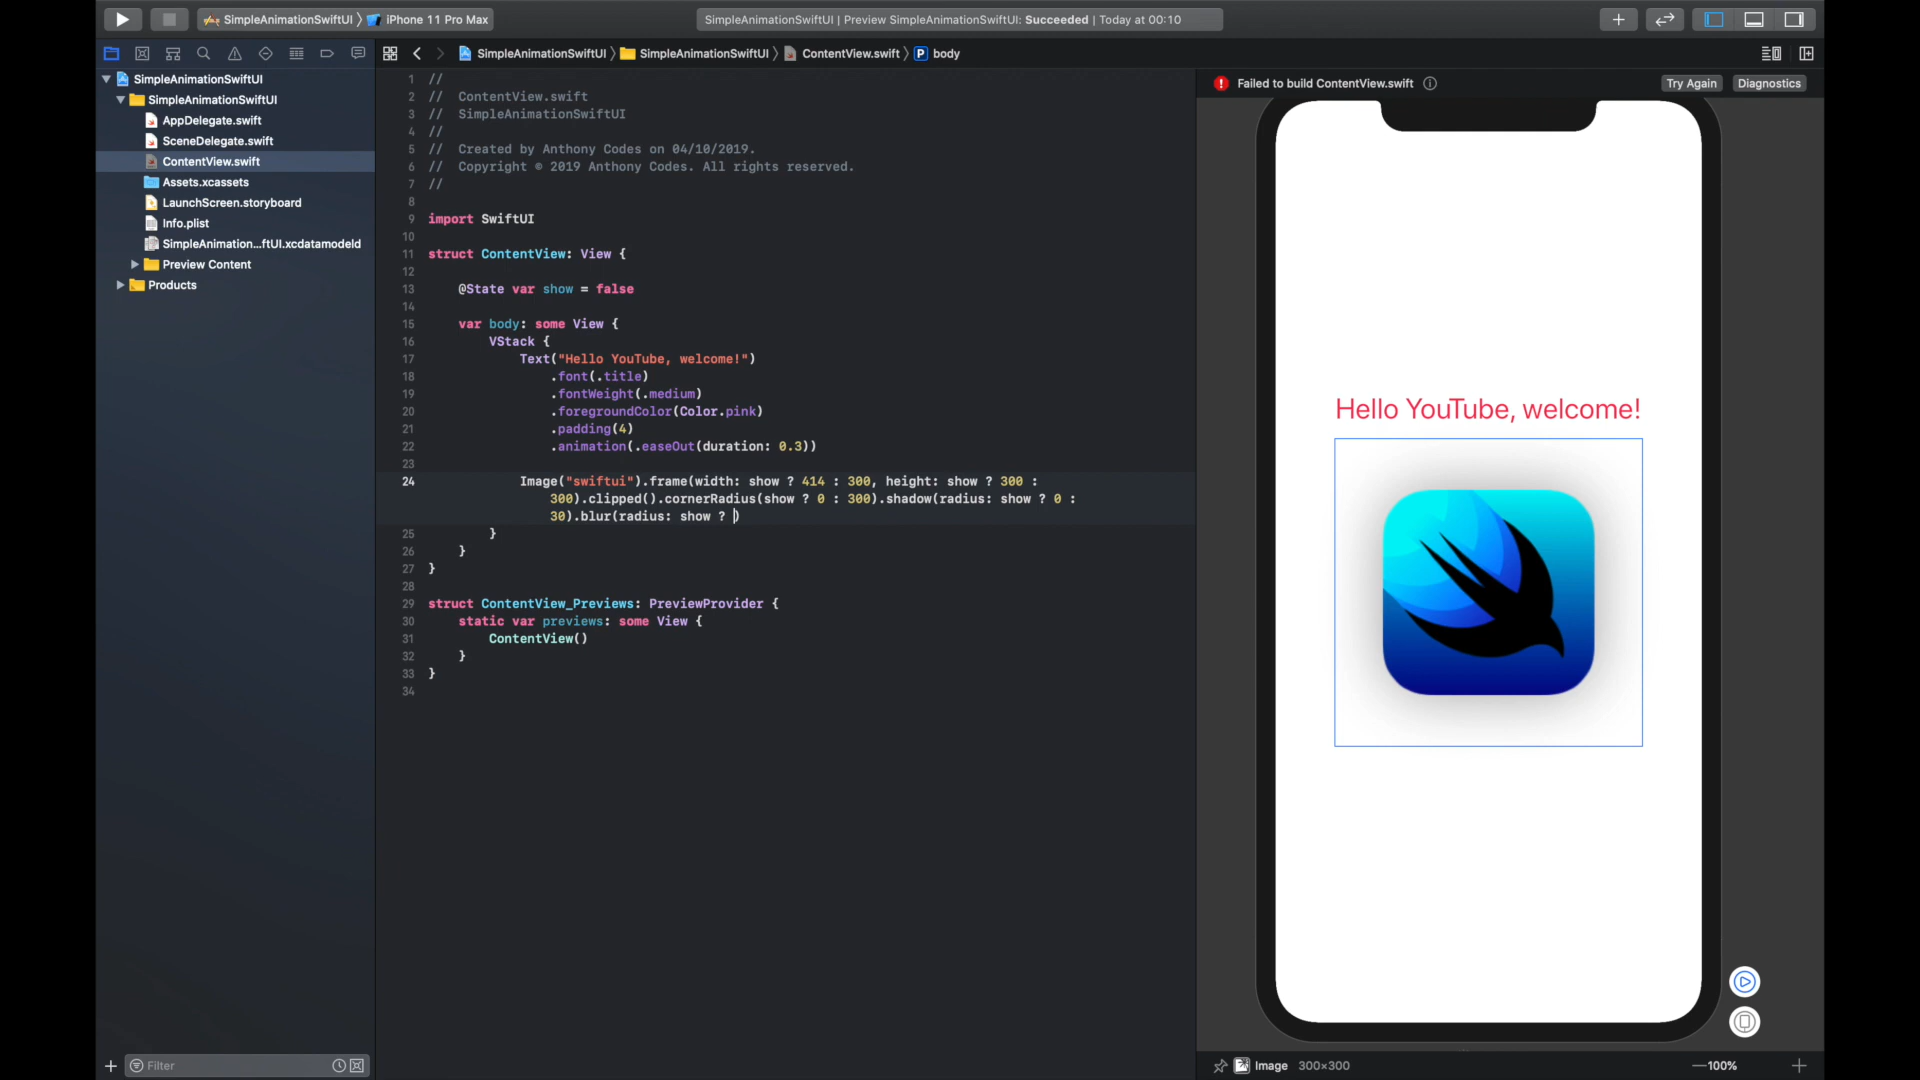 SimpleAnimationSwiftUI 〉 iPhone 11 Pro Max
SimpleAnimationSwiftUI | Preview SimpleAnimationSwiftUI: Succeeded | Today at 00:10
SimpleAnimationSwiftUI 〉 SimpleAnimationSwiftUI 〉 ContentView.swift 〉 P body
SimpleAnimationSwiftUI
SimpleAnimationSwiftUI
AppDelegate.swift
SceneDelegate.swift
ContentView.swift
Assets.xcassets
LaunchScreen.storyboard
Info.plist
SimpleAnimation...ftUI.xcdatamodeld
Preview Content
Products
Filter
1 //
2 // ContentView.swift
3 // SimpleAnimationSwiftUI
4 //
5 // Created by Anthony Codes on 04/10/2019.
6 // Copyright © 2019 Anthony Codes. All rights reserved.
7 //
8
9 import SwiftUI
10
11 struct ContentView: View {
12
13 @State var show = false
14
15 var body: some View {
16 VStack {
17 Text("Hello YouTube, welcome!")
18 .font(.title)
19 .fontWeight(.medium)
20 .foregroundColor(Color.pink)
21 .padding(4)
22 .animation(.easeOut(duration: 0.3))
23
24 Image("swiftui").frame(width: show ? 414 : 300, height: show ? 300 :
300).clipped().cornerRadius(show ? 0 : 300).shadow(radius: show ? 0 :
30).blur(radius: show ? )
25 }
26 }
27 }
28
29 struct ContentView_Previews: PreviewProvider {
30 static var previews: some View {
31 ContentView()
32 }
33 }
34
Failed to build ContentView.swift
Try Again
Diagnostics
Hello YouTube, welcome!
Image 300×300
100%